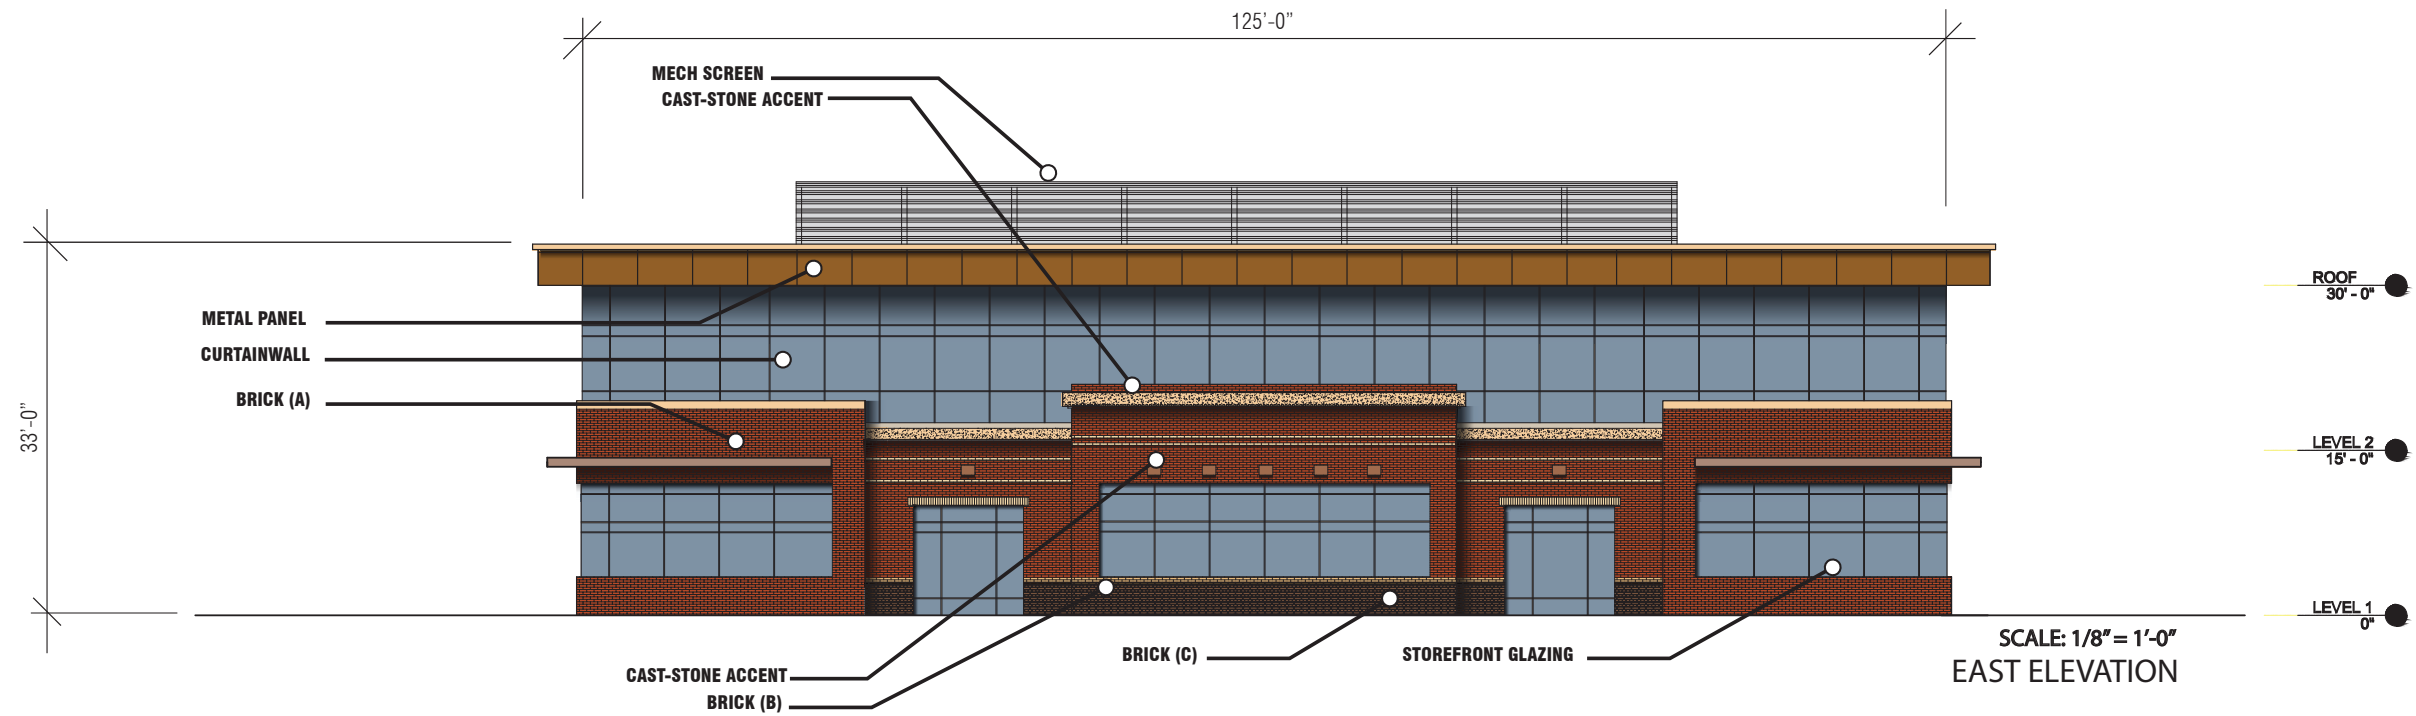 125’-0”
MECH SCREEN
CAST-STONE ACCENT
METAL PANEL
CURTAINWALL
BRICK (A)
33’-0”
ROOF
30' - 0"
LEVEL 2
15' - 0"
LEVEL 1
0"
SCALE: 1/8” = 1’-0”
EAST ELEVATION
BRICK (C)
STOREFRONT GLAZING
CAST-STONE ACCENT
BRICK (B)